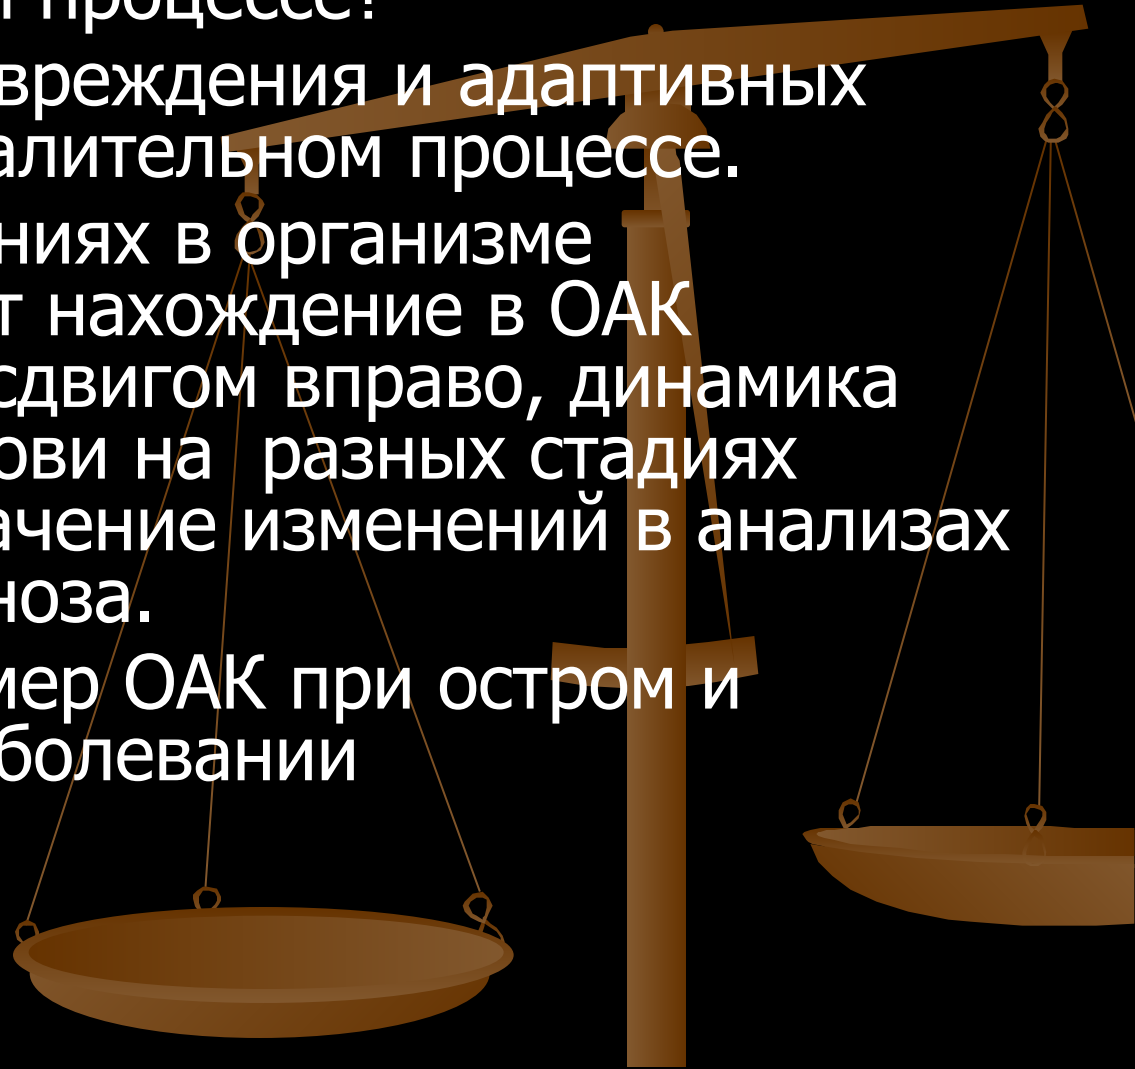 и процессе?
вреждения и адаптивных
алительном процессе.
ниях в организме
т нахождение в ОАК
сдвигом вправо, динамика
ови на разных стадиях
ачение изменений в анализах
ноза.
мер ОАК при остром и
болевании